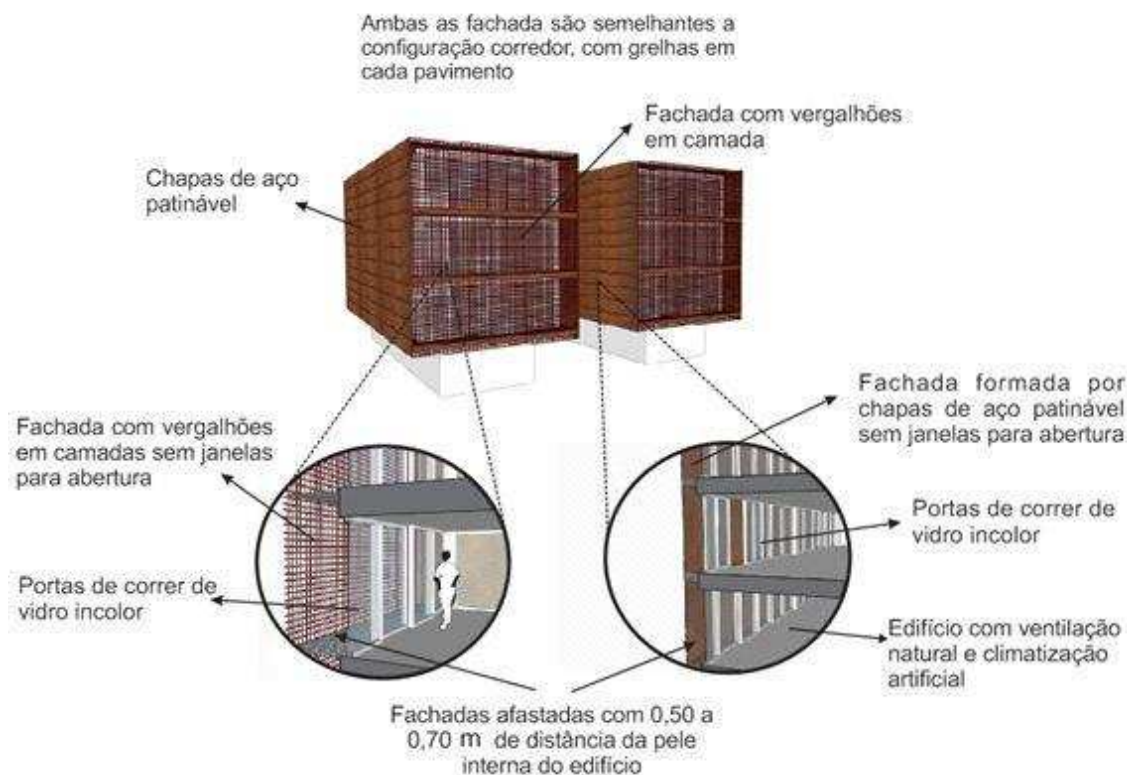 Ambas as fachada são semelhantes a
configuração corredor, com grelhas em
cada pavimento
Fachada com vergalhões
em camada
Chapas de aço
patinável
Fachada formada por
chapas de aço patinável
sem janelas para abertura
Fachada com vergalhões
em camadas sem janelas
para abertura
Portas de correr de
vidro incolor
Portas de correr de
vidro incolor
Edifício com ventilação
natural e climatização
artificial
Fachadas afastadas com 0,50 a
0,70 m de distância da pele
interna do edifício